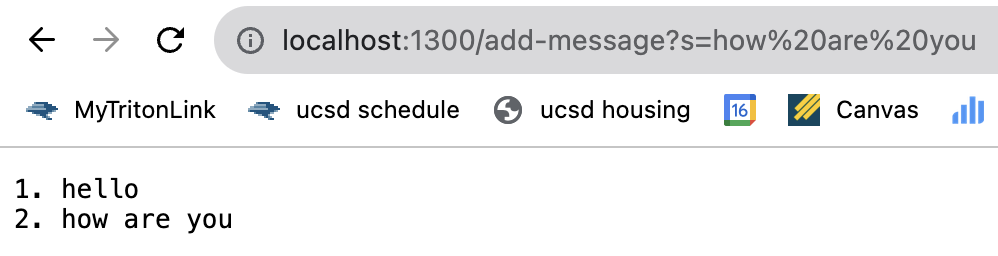 localhost:1300/add-message?s=how%20are%20you
MyTritonLink ucsd schedule ucsd housing 16 Canvas
1. hello
2. how are you